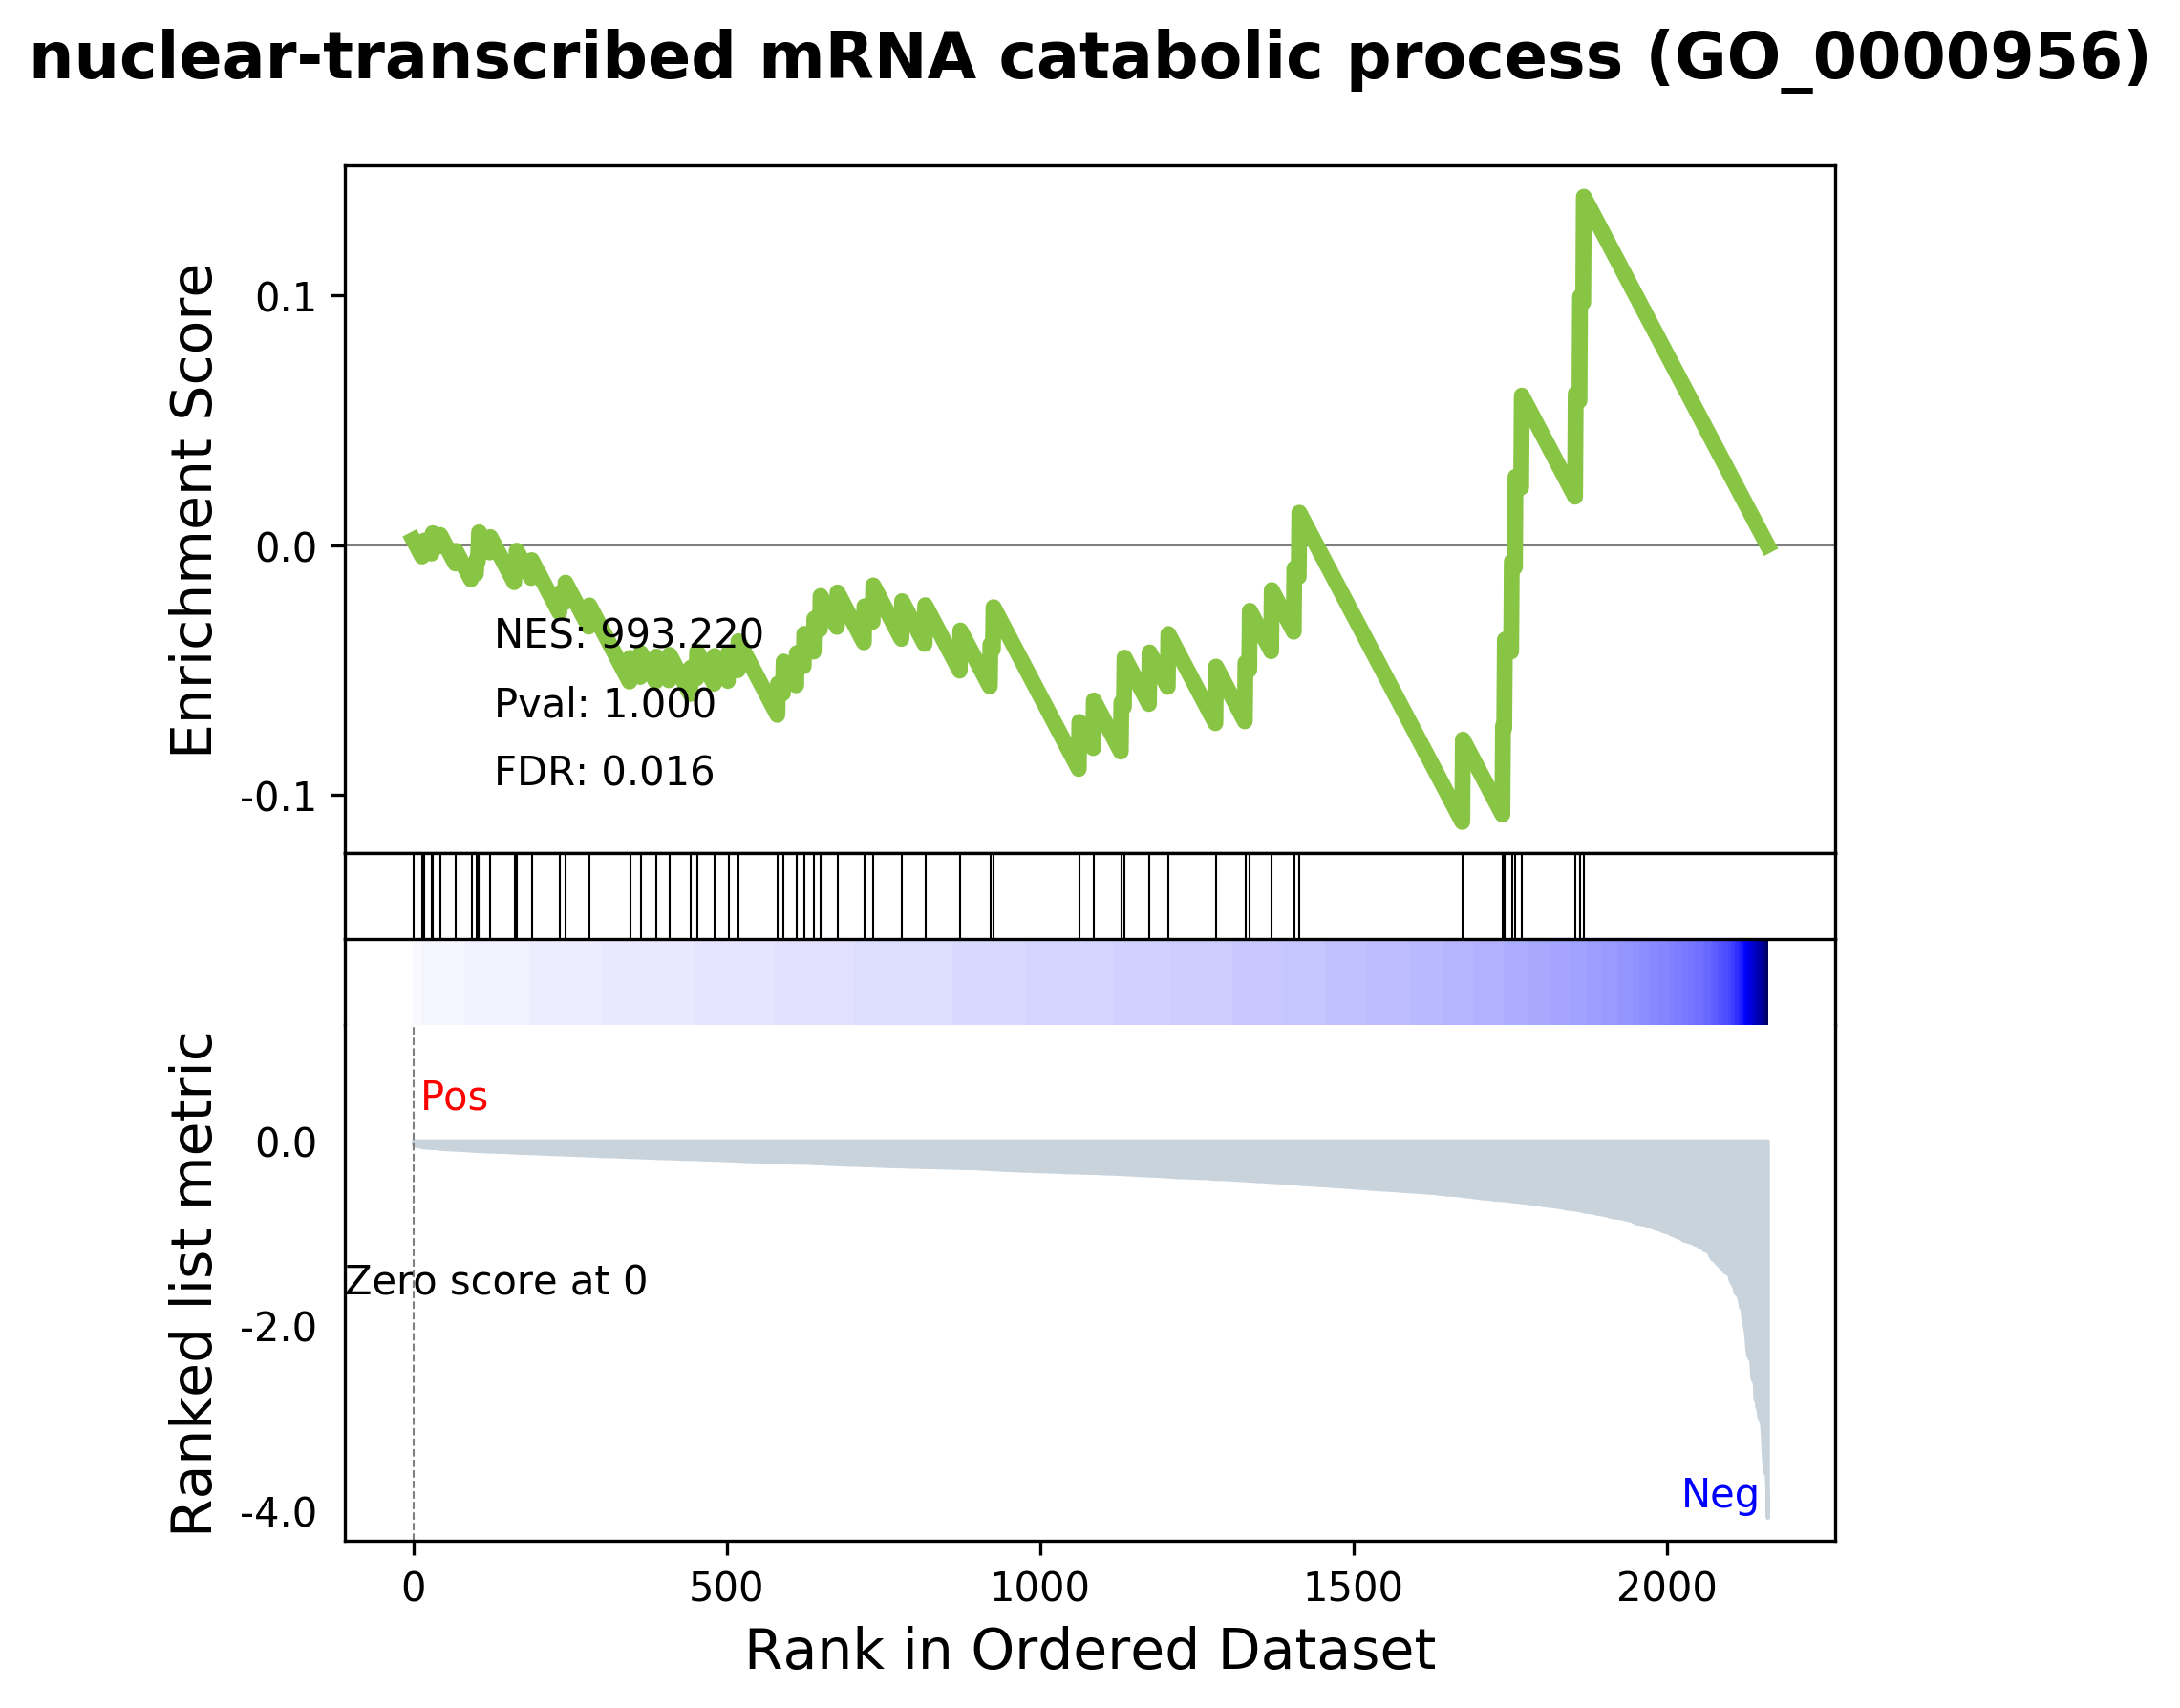 nuclear-transcribed mRNA catabolic process (GO_0000956)
Enrichment Score
0.1
0.0
-0.1
NES: 993.220
Pval: 1.000
FDR: 0.016
Ranked list metric
Pos
0.0
Zero score at 0
-2.0
Neg
-4.0
0 500 1000 1500 2000
Rank in Ordered Dataset